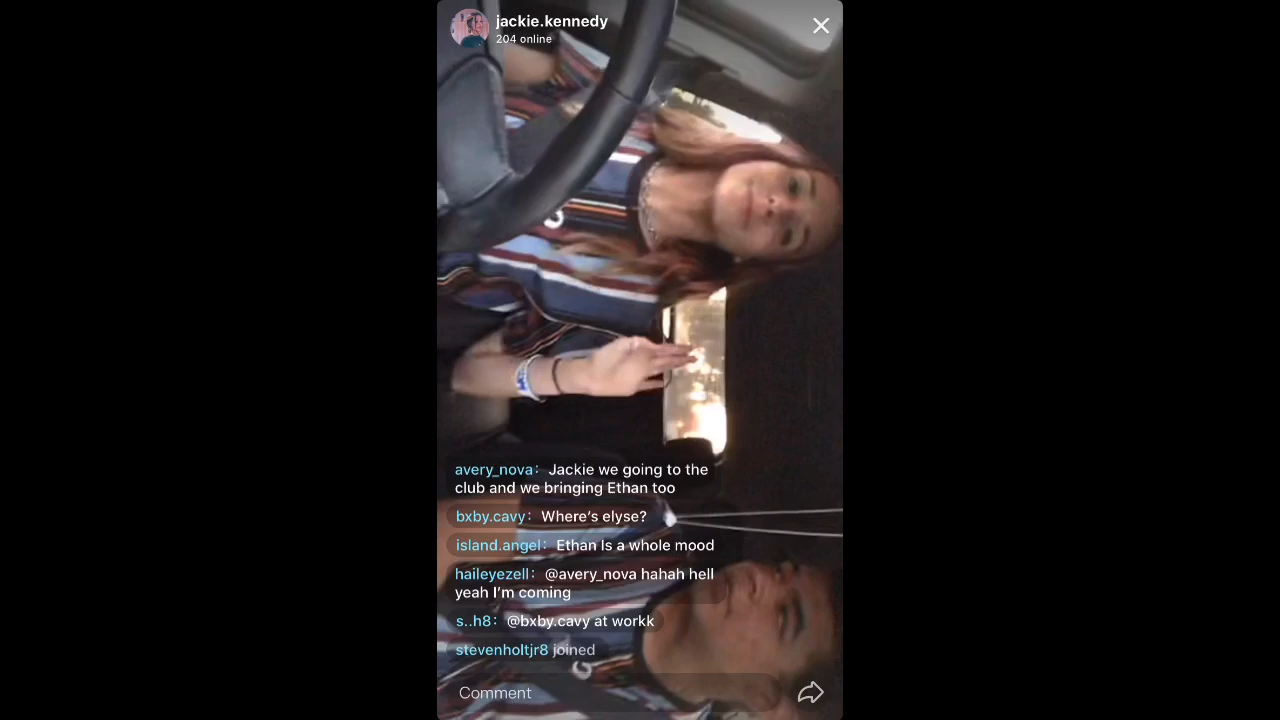 jackie.kennedy
204 online
avery_nova: Jackie we going to the
club and we bringing Ethan too
bxby.cavy: Where’s elyse?
island.angel: Ethan Is a whole mood
haileyezell: @avery_nova hahah hell
yeah I’m coming
s..h8: @bxby.cavy at workk
stevenholtjr8 joined
Comment